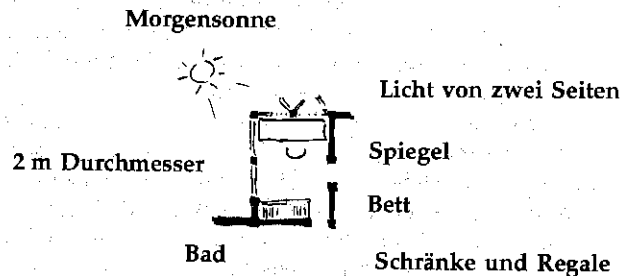 Morgensonne
Licht von zwei Seiten
2 m Durchmesser
Spiegel
Bett
Bad
Schränke und Regale